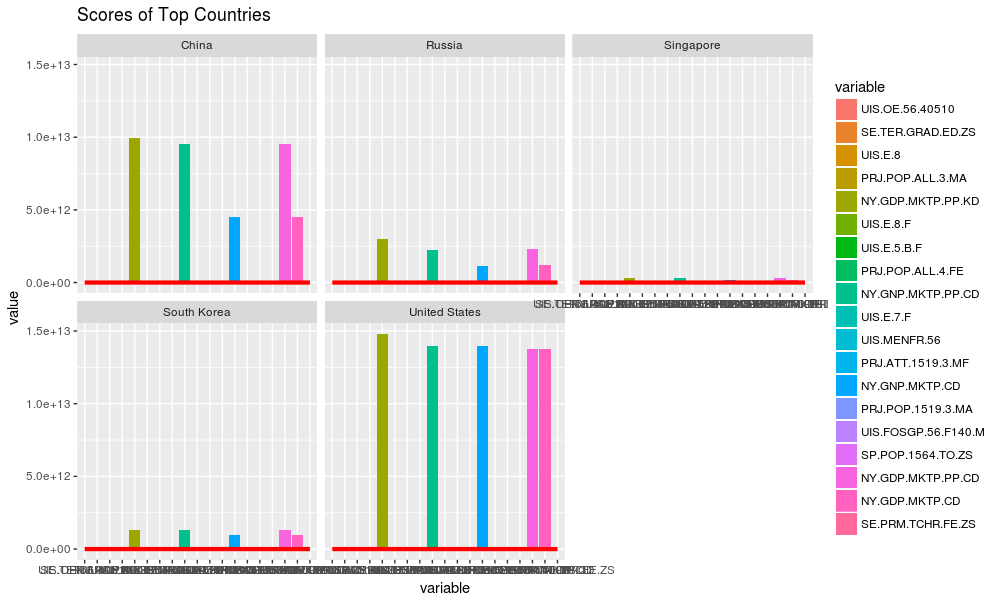 Scores of Top Countries
China
Russia
Singapore
1.5e+13
1.0e+13
5.0e+12
0.0e+00
value
South Korea
United States
1.5e+13
1.0e+13
5.0e+12
0.0e+00
variable
variable
UIS.OE.56.40510
SE.TER.GRAD.ED.ZS
UIS.E.8
PRJ.POP.ALL.3.MA
NY.GDP.MKTP.PP.KD
UIS.E.8.F
UIS.E.5.B.F
PRJ.POP.ALL.4.FE
NY.GNP.MKTP.PP.CD
UIS.E.7.F
UIS.MENFR.56
PRJ.ATT.1519.3.MF
NY.GNP.MKTP.CD
PRJ.POP.1519.3.MA
UIS.FOSGP.56.F140.M
SP.POP.1564.TO.ZS
NY.GDP.MKTP.PP.CD
NY.GDP.MKTP.CD
SE.PRM.TCHR.FE.ZS